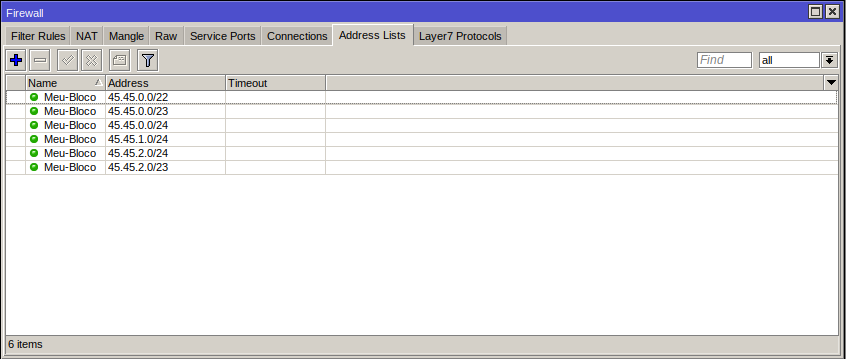 Firewall
Filter Rules NAT Mangle Raw Service Ports Connections Address Lists Layer7 Protocols
Find all
Name Address Timeout
Meu-Bloco 45.45.0.0/22
Meu-Bloco 45.45.0.0/23
Meu-Bloco 45.45.0.0/24
Meu-Bloco 45.45.1.0/24
Meu-Bloco 45.45.2.0/24
Meu-Bloco 45.45.2.0/23
6 items